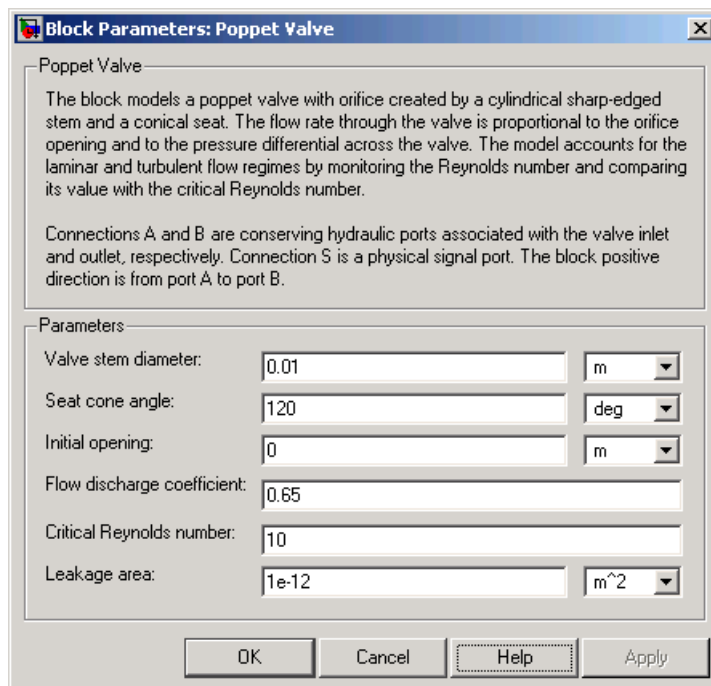 Block Parameters: Poppet Valve
Poppet Valve
The block models a poppet valve with orifice created by a cylindrical sharp-edged
stem and a conical seat. The flow rate through the valve is proportional to the orifice
opening and to the pressure differential across the valve. The model accounts for the
laminar and turbulent flow regimes by monitoring the Reynolds number and comparing
its value with the critical Reynolds number.
Connections A and B are conserving hydraulic ports associated with the valve inlet
and outlet, respectively. Connection S is a physical signal port. The block positive
direction is from port A to port B.
Parameters
Valve stem diameter: 0.01 m
Seat cone angle: 120 deg
Initial opening: 0 m
Flow discharge coefficient: 0.65
Critical Reynolds number: 10
Leakage area: 1e-12 m^2
OK Cancel Help Apply